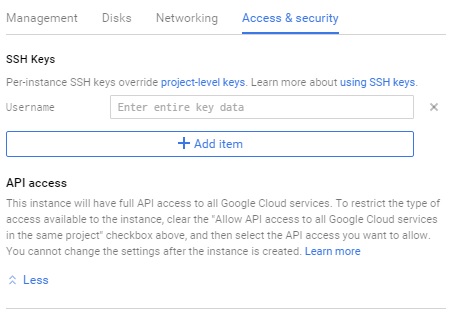 Management Disks Networking Access & security
SSH Keys
Per-instance SSH keys override project-level keys. Learn more about using SSH keys.
Username Enter entire key data ×
+ Add item
API access
This instance will have full API access to all Google Cloud services. To restrict the type of
access available to the instance, clear the "Allow API access to all Google Cloud services
in the same project" checkbox above, and then select the API access you want to allow.
You cannot change the settings after the instance is created. Learn more
Less